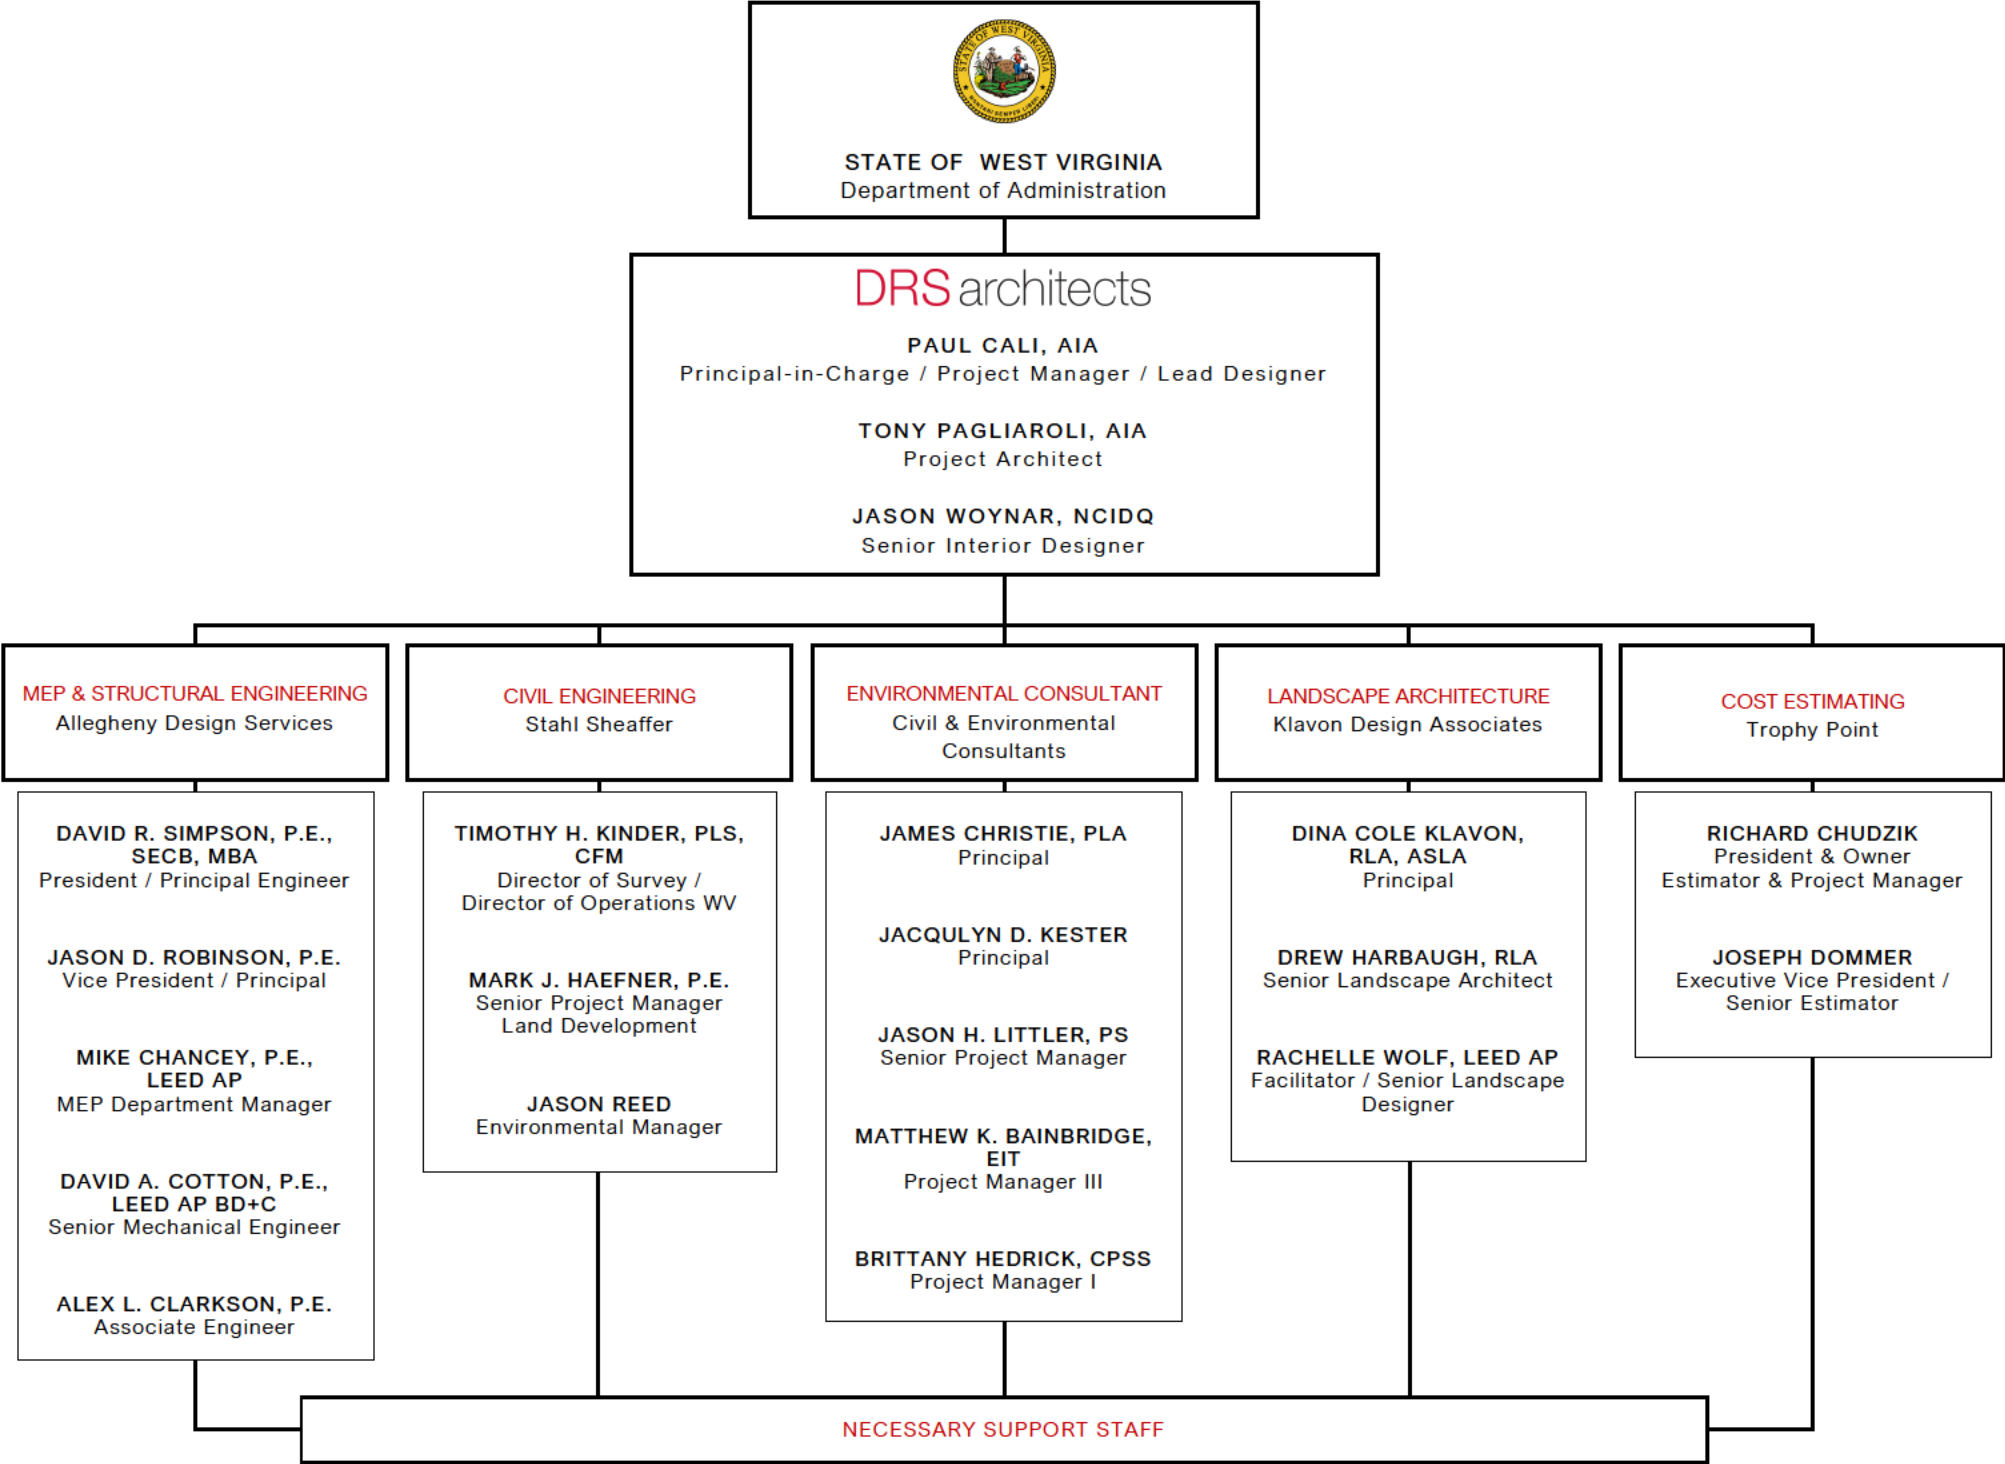 STATE OF WEST VIRGINIA
MONTANI SEMPER LIBERI
STATE OF  WEST VIRGINIA
Department of Administration
DRS architects
PAUL CALI, AIA
Principal-in-Charge / Project Manager / Lead Designer
TONY PAGLIAROLI, AIA
Project Architect
JASON WOYNAR, NCIDQ
Senior Interior Designer
MEP & STRUCTURAL ENGINEERING
Allegheny Design Services
DAVID R. SIMPSON, P.E.,
SECB, MBA
President / Principal Engineer
JASON D. ROBINSON, P.E.
Vice President / Principal
MIKE CHANCEY, P.E.,
LEED AP
MEP Department Manager
DAVID A. COTTON, P.E.,
LEED AP BD+C
Senior Mechanical Engineer
ALEX L. CLARKSON, P.E.
Associate Engineer
CIVIL ENGINEERING
Stahl Sheaffer
TIMOTHY H. KINDER, PLS,
CFM
Director of Survey /
Director of Operations WV
MARK J. HAEFNER, P.E.
Senior Project Manager
Land Development
JASON REED
Environmental Manager
ENVIRONMENTAL CONSULTANT
Civil & Environmental
Consultants
JAMES CHRISTIE, PLA
Principal
JACQULYN D. KESTER
Principal
JASON H. LITTLER, PS
Senior Project Manager
MATTHEW K. BAINBRIDGE,
EIT
Project Manager III
BRITTANY HEDRICK, CPSS
Project Manager I
LANDSCAPE ARCHITECTURE
Klavon Design Associates
DINA COLE KLAVON,
RLA, ASLA
Principal
DREW HARBAUGH, RLA
Senior Landscape Architect
RACHELLE WOLF, LEED AP
Facilitator / Senior Landscape
Designer
COST ESTIMATING
Trophy Point
RICHARD CHUDZIK
President & Owner
Estimator & Project Manager
JOSEPH DOMMER
Executive Vice President /
Senior Estimator
NECESSARY SUPPORT STAFF